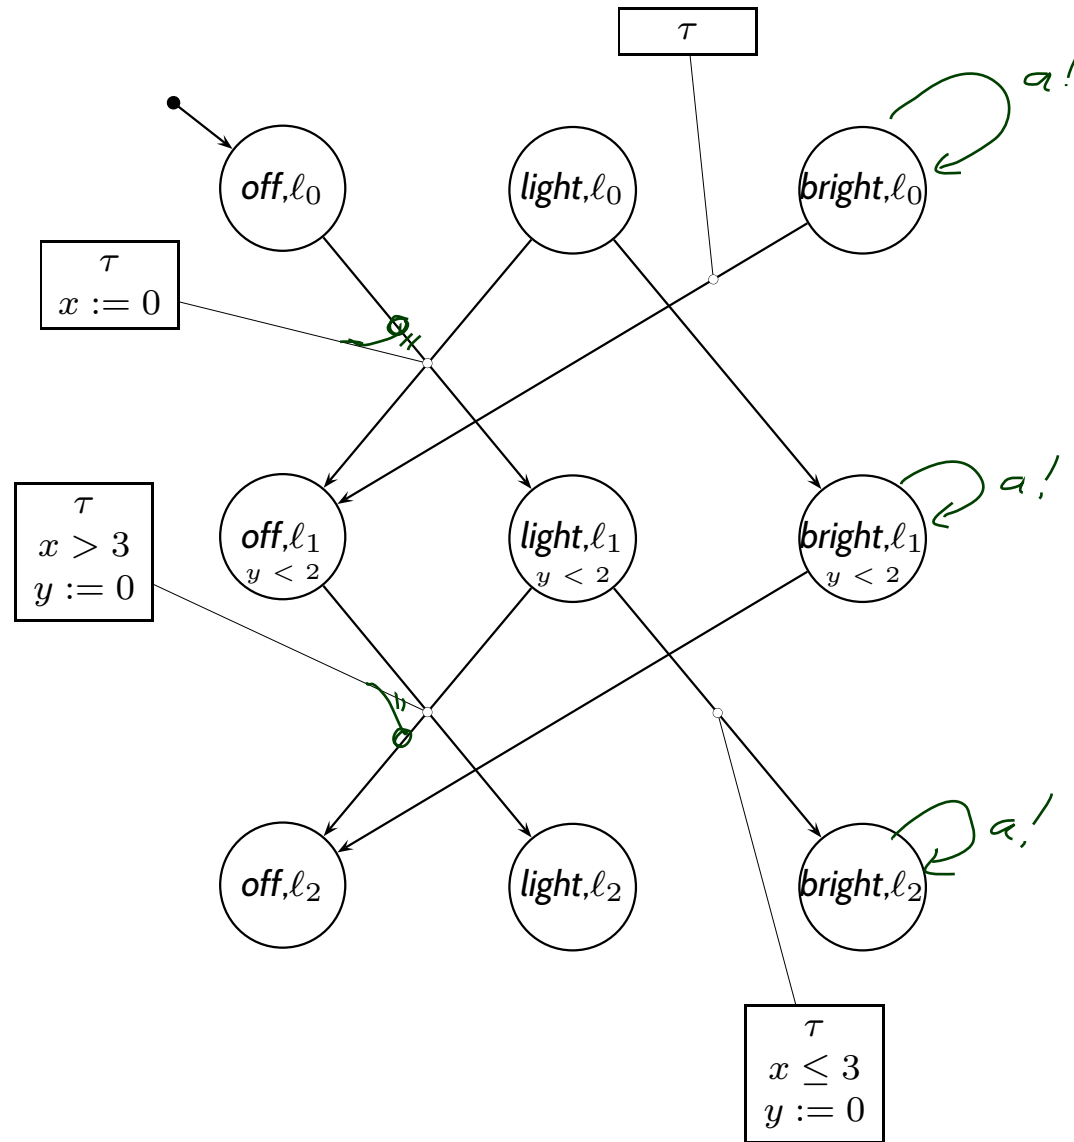 τ
a!
off,ℓ₀
light,ℓ₀
bright,ℓ₀
τ
x := 0
τ
x > 3
y := 0
off,ℓ₁
y < 2
light,ℓ₁
y < 2
bright,ℓ₁
y < 2
a!
off,ℓ₂
light,ℓ₂
bright,ℓ₂
a!
τ
x ≤ 3
y := 0